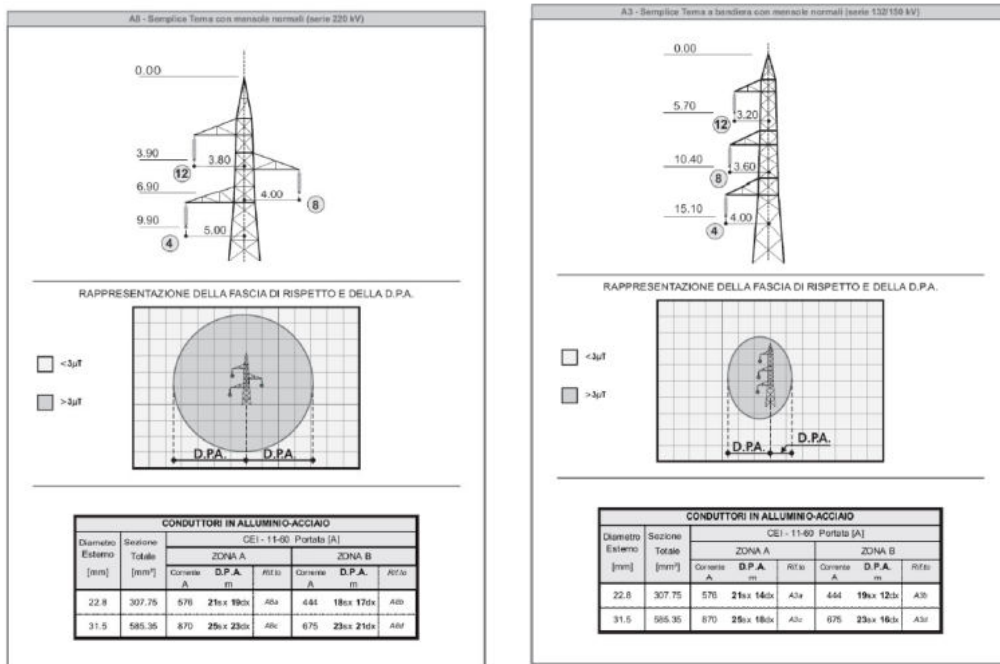 A8 - Semplice Terna con mensole normali (serie 220 kV)
0.00
3.90
3.80
12
6.90
4.00
8
9.90
5.00
4
RAPPRESENTAZIONE DELLA FASCIA DI RISPETTO E DELLA D.P.A.
<3µT
>3µT
D.P.A. D.P.A.
CONDUTTORI IN ALLUMINIO-ACCIAIO
Diametro Esterno [mm] Sezione Totale [mm²] CEI - 11-60 Portata [A]
ZONA A ZONA B
Corrente A D.P.A. m Rif.to Corrente A D.P.A. m Rif.to
22.8 307.75 576 21sx 19dx A8a 444 18sx 17dx A8b
31.5 585.35 870 25sx 23dx A8c 675 23sx 21dx A8d
A3 - Semplice Terna a bandiera con mensole normali (serie 132/150 kV)
0.00
5.70
3.20
12
10.40
3.60
8
15.10
4.00
4
RAPPRESENTAZIONE DELLA FASCIA DI RISPETTO E DELLA D.P.A.
<3µT
>3µT
D.P.A. D.P.A.
CONDUTTORI IN ALLUMINIO-ACCIAIO
Diametro Esterno [mm] Sezione Totale [mm²] CEI - 11-60 Portata [A]
ZONA A ZONA B
Corrente A D.P.A. m Rif.to Corrente A D.P.A. m Rif.to
22.8 307.75 576 21sx 14dx A3a 444 19sx 12dx A3b
31.5 585.35 870 25sx 18dx A3c 675 23sx 16dx A3d